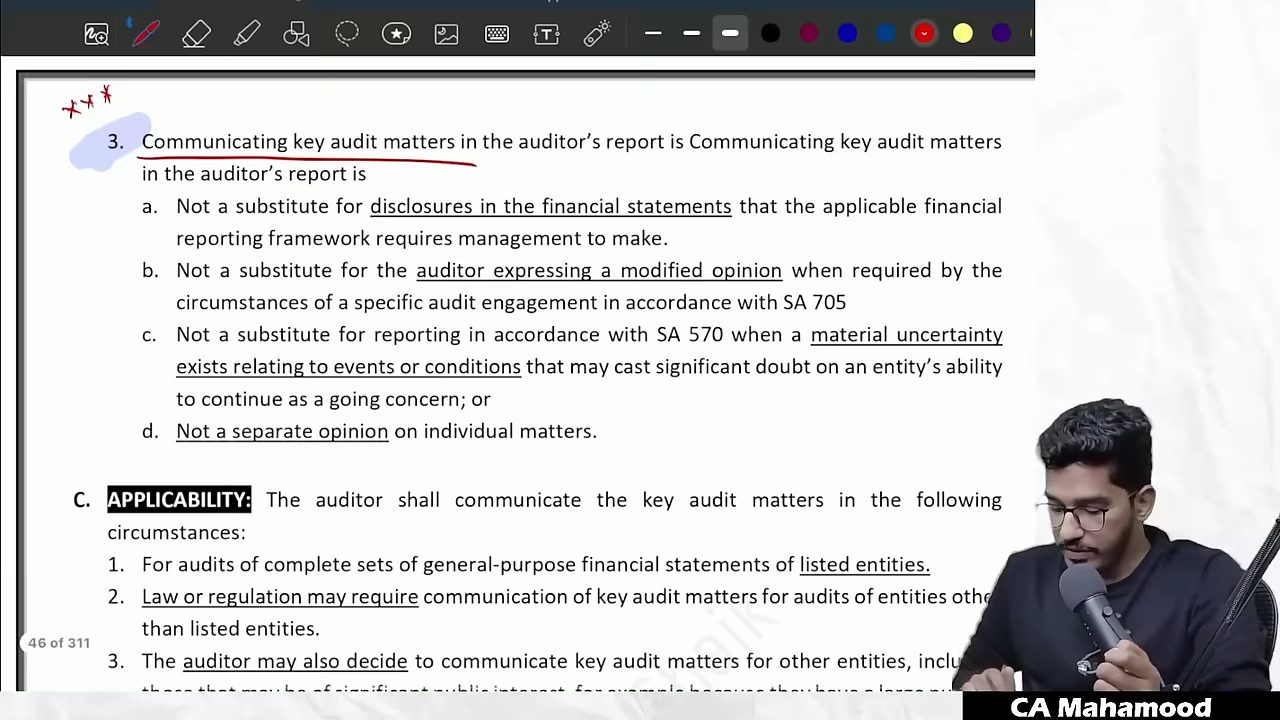 3. Communicating key audit matters in the auditor’s report is Communicating key audit matters
in the auditor’s report is
a. Not a substitute for disclosures in the financial statements that the applicable financial
reporting framework requires management to make.
b. Not a substitute for the auditor expressing a modified opinion when required by the
circumstances of a specific audit engagement in accordance with SA 705
c. Not a substitute for reporting in accordance with SA 570 when a material uncertainty
exists relating to events or conditions that may cast significant doubt on an entity’s ability
to continue as a going concern; or
d. Not a separate opinion on individual matters.
C. APPLICABILITY: The auditor shall communicate the key audit matters in the following
circumstances:
1. For audits of complete sets of general-purpose financial statements of listed entities.
2. Law or regulation may require communication of key audit matters for audits of entities
than listed entities.
46 of 311
3. The auditor may also decide to communicate key audit matters for other entities,
CA Mahamood